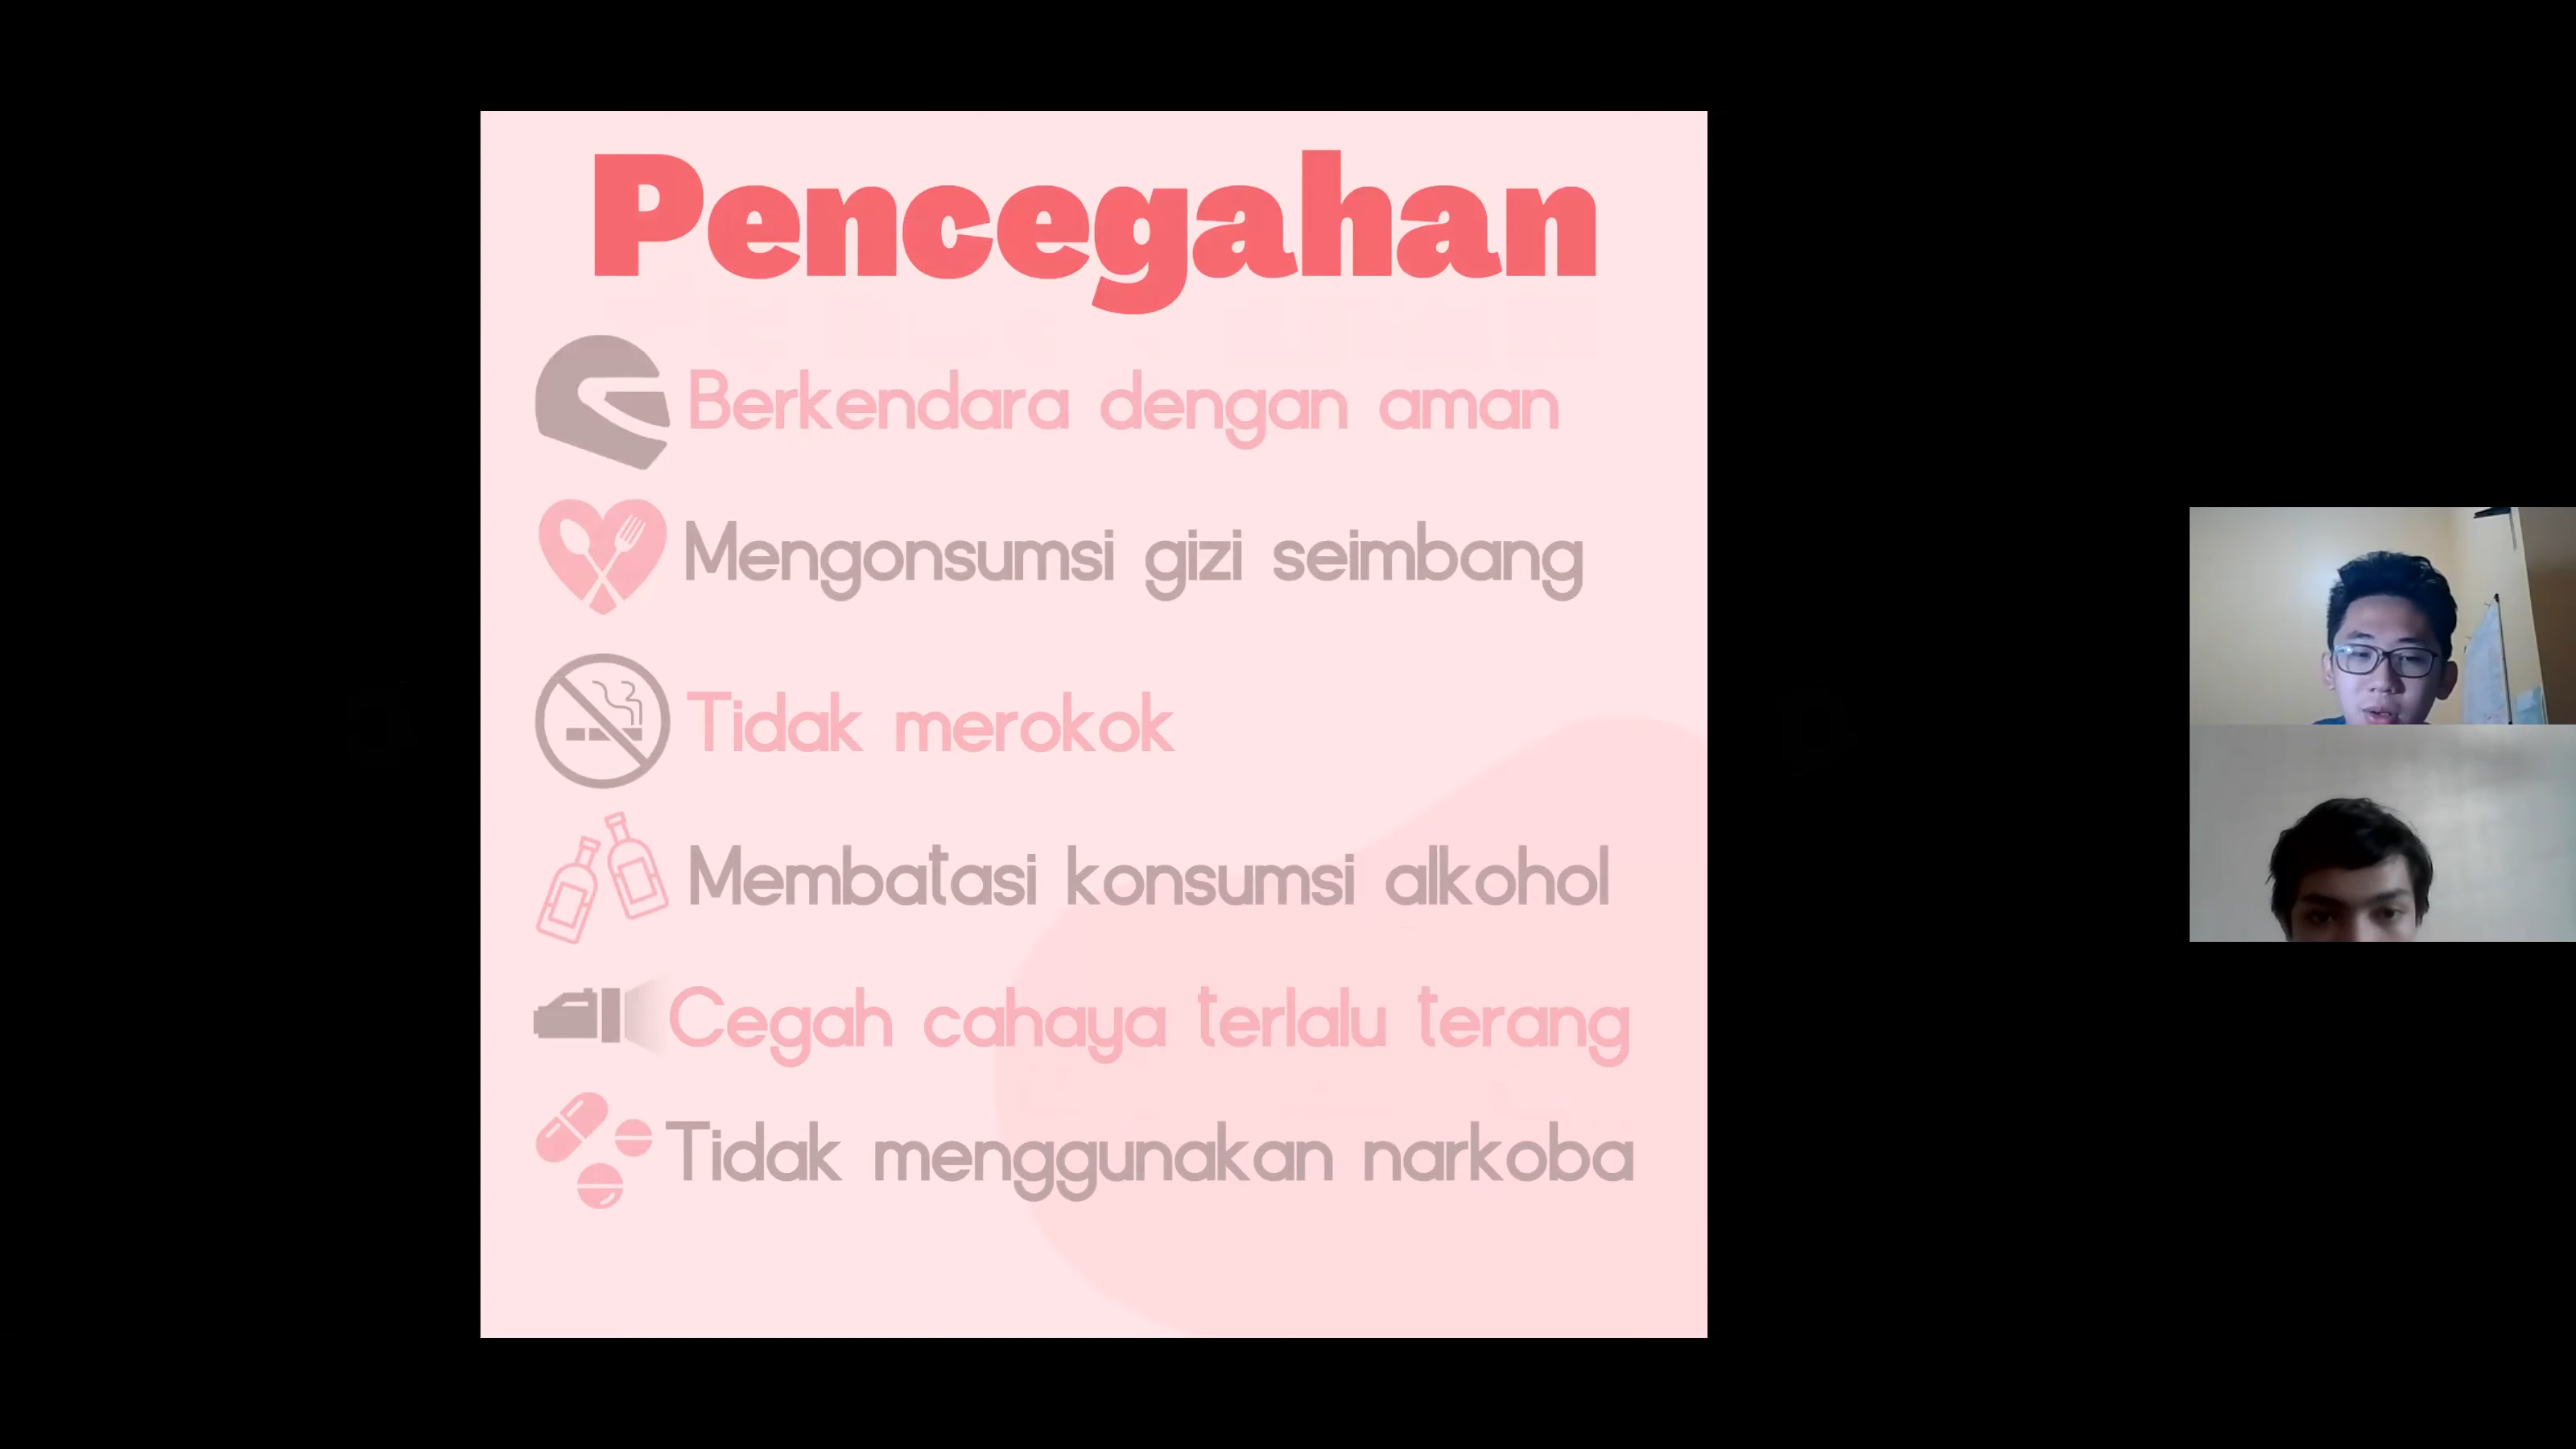 Pencegahan
Berkendara dengan aman
Mengonsumsi gizi seimbang
Tidak merokok
Membatasi konsumsi alkohol
Cegah cahaya terlalu terang
Tidak menggunakan narkoba